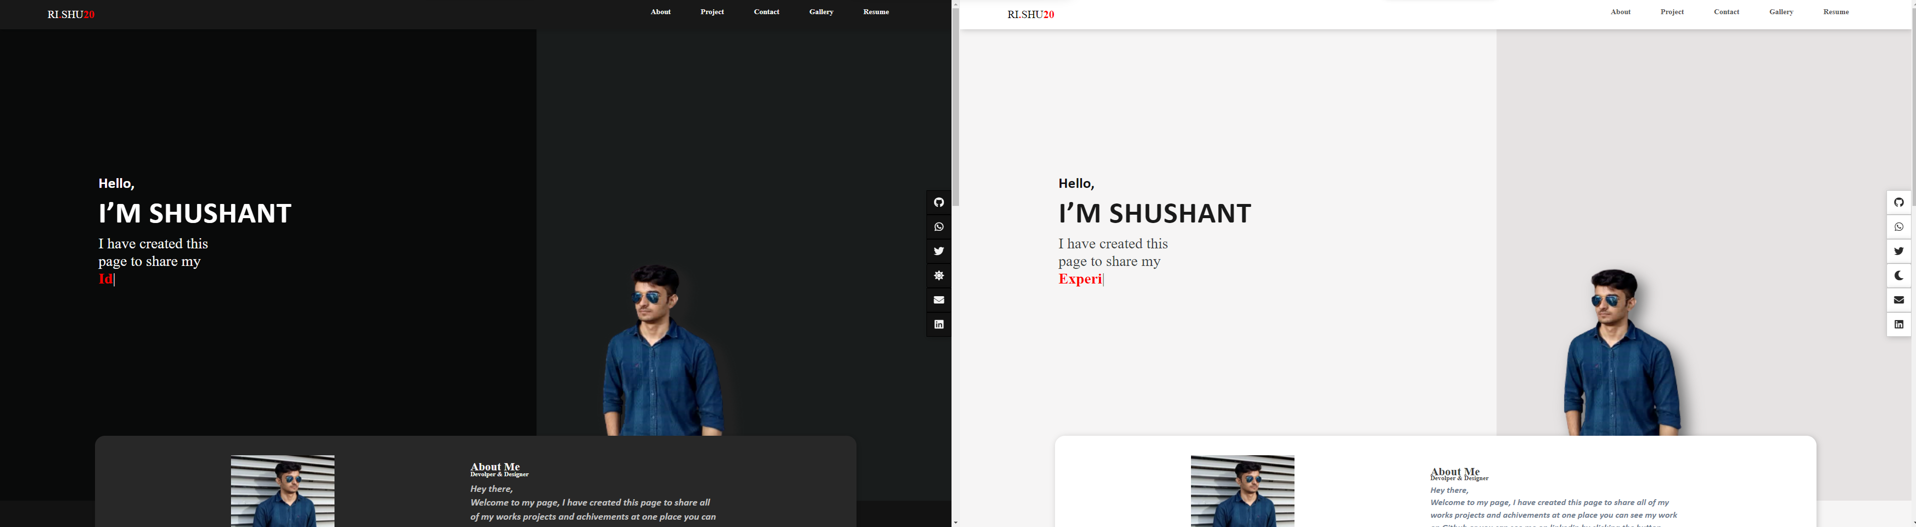 RI.SHU20
About Project Contact Gallery Resume
Hello,
I'M SHUSHANT
I have created this
page to share my
Id|
About Me
Devolper & Designer
Hey there,
Welcome to my page, I have created this page to share all
of my works projects and achivements at one place you can
RI.SHU20
About Project Contact Gallery Resume
Hello,
I'M SHUSHANT
I have created this
page to share my
Experi|
About Me
Devolper & Designer
Hey there,
Welcome to my page, I have created this page to share all of my
works projects and achivements at one place you can see my work